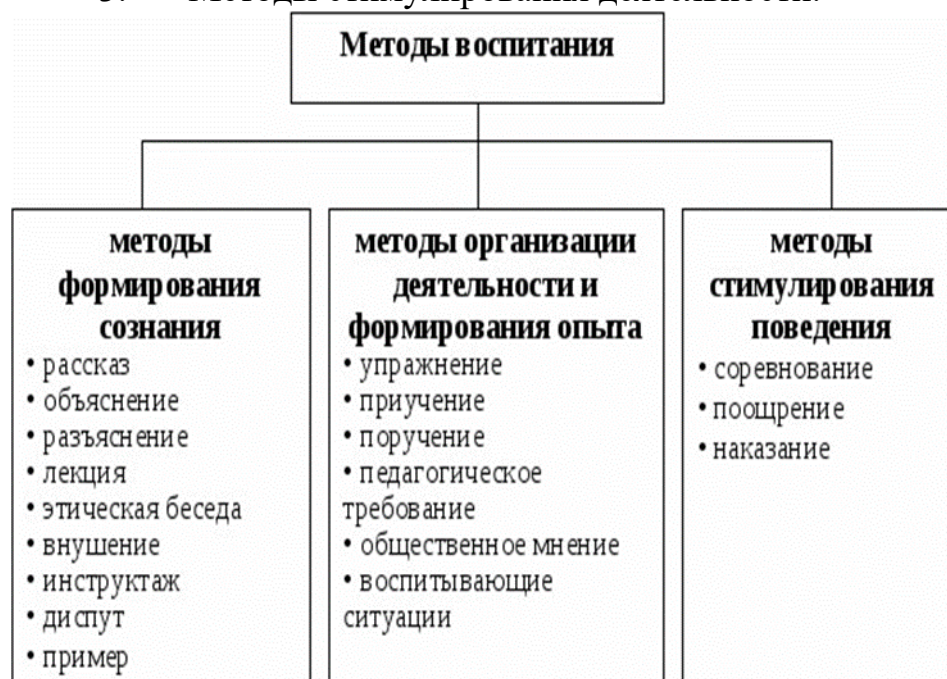 3. Методы стимулирования деятельности.
Методы воспитания
методы
формирования
сознания
• рассказ
• объяснение
• разъяснение
• лекция
• этическая беседа
• внушение
• инструктаж
• диспут
• пример
методы организации
деятельности и
формирования опыта
• упражнение
• приучение
• поручение
• педагогическое
требование
• общественное мнение
• воспитывающие
ситуации
методы
стимулирования
поведения
• соревнование
• поощрение
• наказание